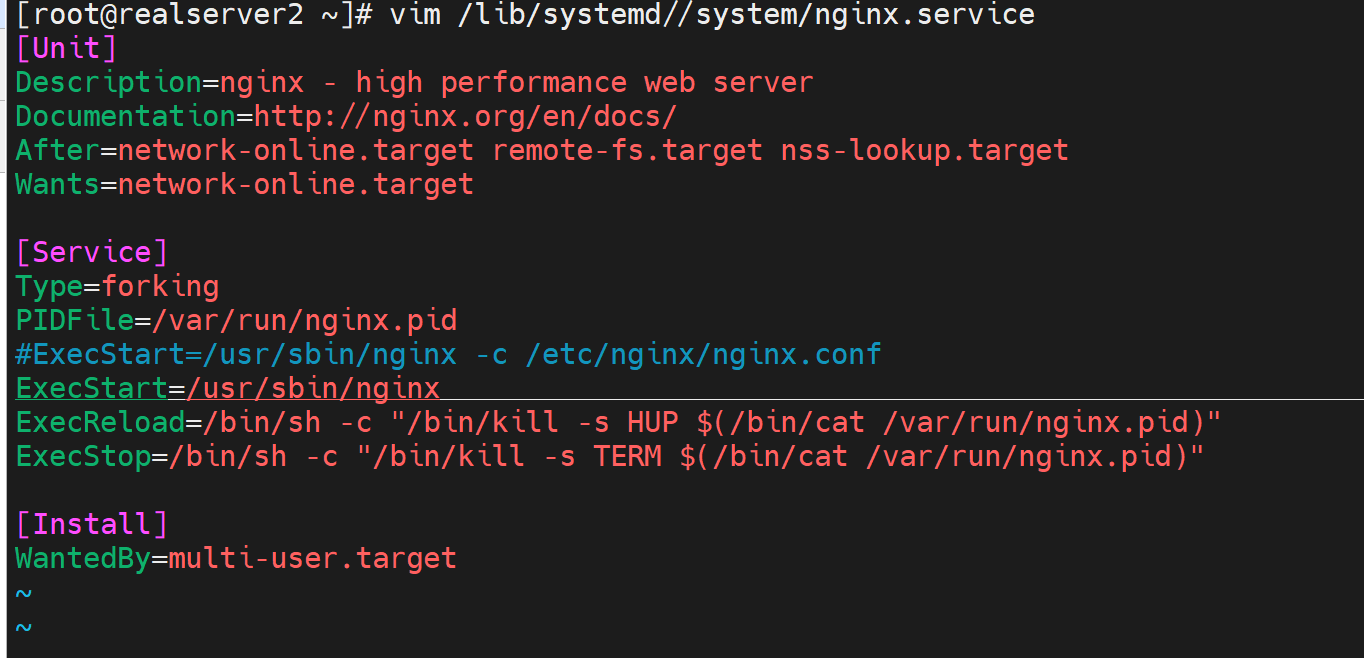 [root@realserver2 ~]# vim /lib/systemd//system/nginx.service
[Unit]
Description=nginx - high performance web server
Documentation=http://nginx.org/en/docs/
After=network-online.target remote-fs.target nss-lookup.target
Wants=network-online.target
[Service]
Type=forking
PIDFile=/var/run/nginx.pid
#ExecStart=/usr/sbin/nginx -c /etc/nginx/nginx.conf
ExecStart=/usr/sbin/nginx
ExecReload=/bin/sh -c "/bin/kill -s HUP $(/bin/cat /var/run/nginx.pid)"
ExecStop=/bin/sh -c "/bin/kill -s TERM $(/bin/cat /var/run/nginx.pid)"
[Install]
WantedBy=multi-user.target
~
~